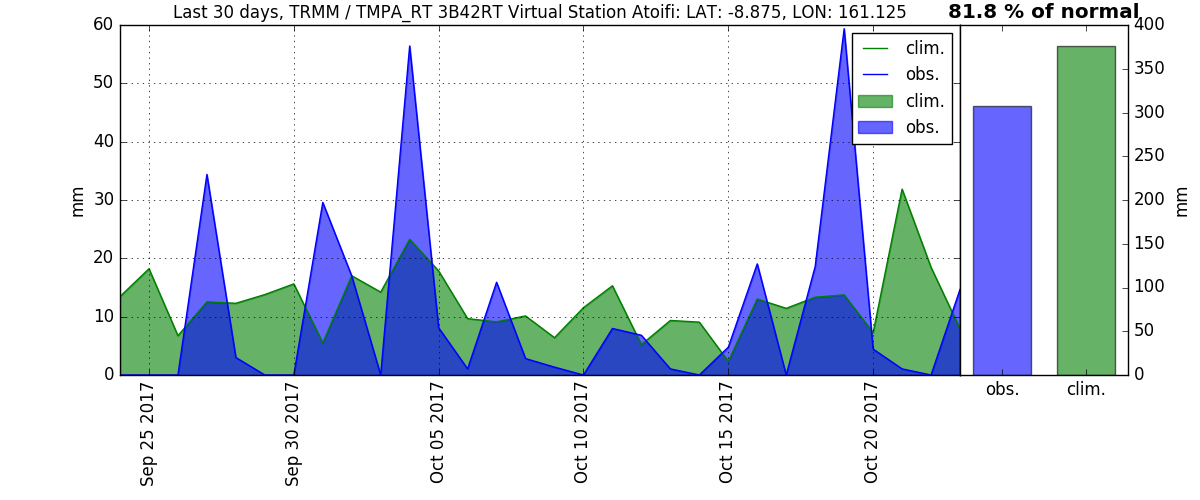 Last 30 days, TRMM / TMPA_RT 3B42RT Virtual Station Atoifi: LAT: -8.875, LON: 161.125
81.8 % of normal
60
50
40
30
20
10
0
mm
clim.
obs.
clim.
obs.
400
350
300
250
200
150
100
50
0
mm
Sep 25 2017
Sep 30 2017
Oct 05 2017
Oct 10 2017
Oct 15 2017
Oct 20 2017
obs.
clim.